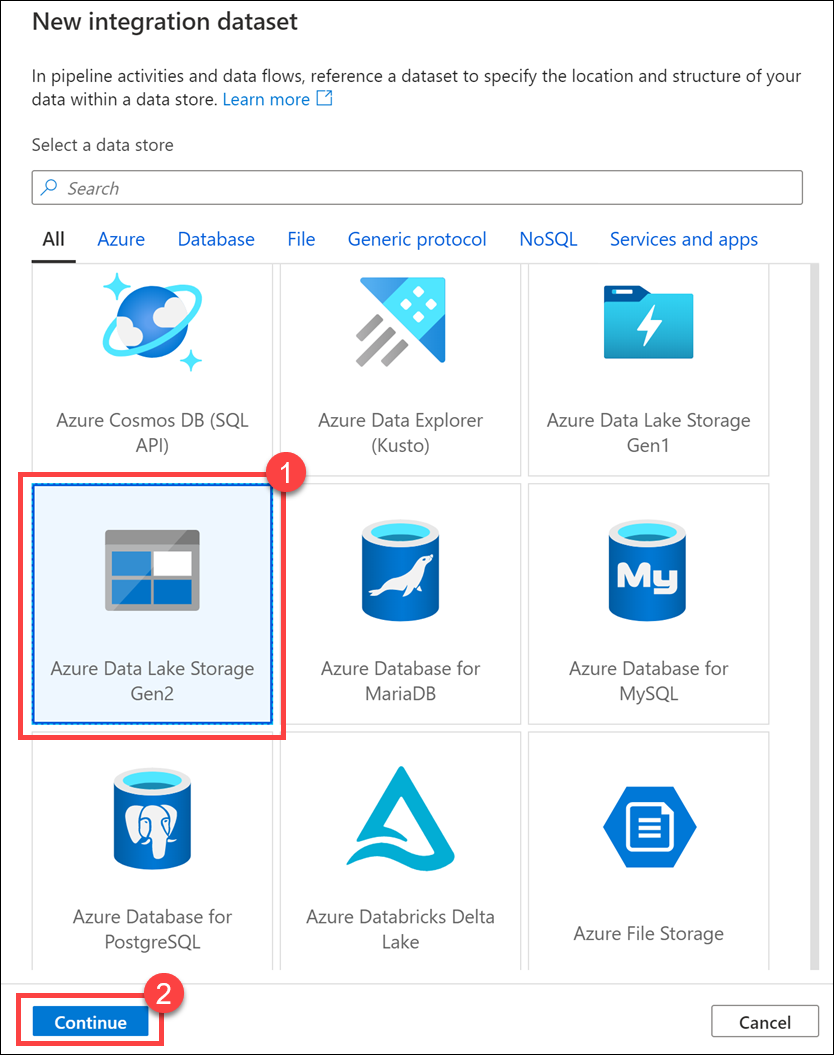 New integration dataset
In pipeline activities and data flows, reference a dataset to specify the location and structure of your
data within a data store. Learn more
Select a data store
Search
All Azure Database File Generic protocol NoSQL Services and apps
Azure Cosmos DB (SQL
API)
Azure Data Explorer
(Kusto)
Azure Data Lake Storage
Gen1
1
Azure Data Lake Storage
Gen2
Azure Database for
MariaDB
My
Azure Database for
MySQL
Azure Database for
PostgreSQL
Azure Databricks Delta
Lake
Azure File Storage
2
Continue
Cancel